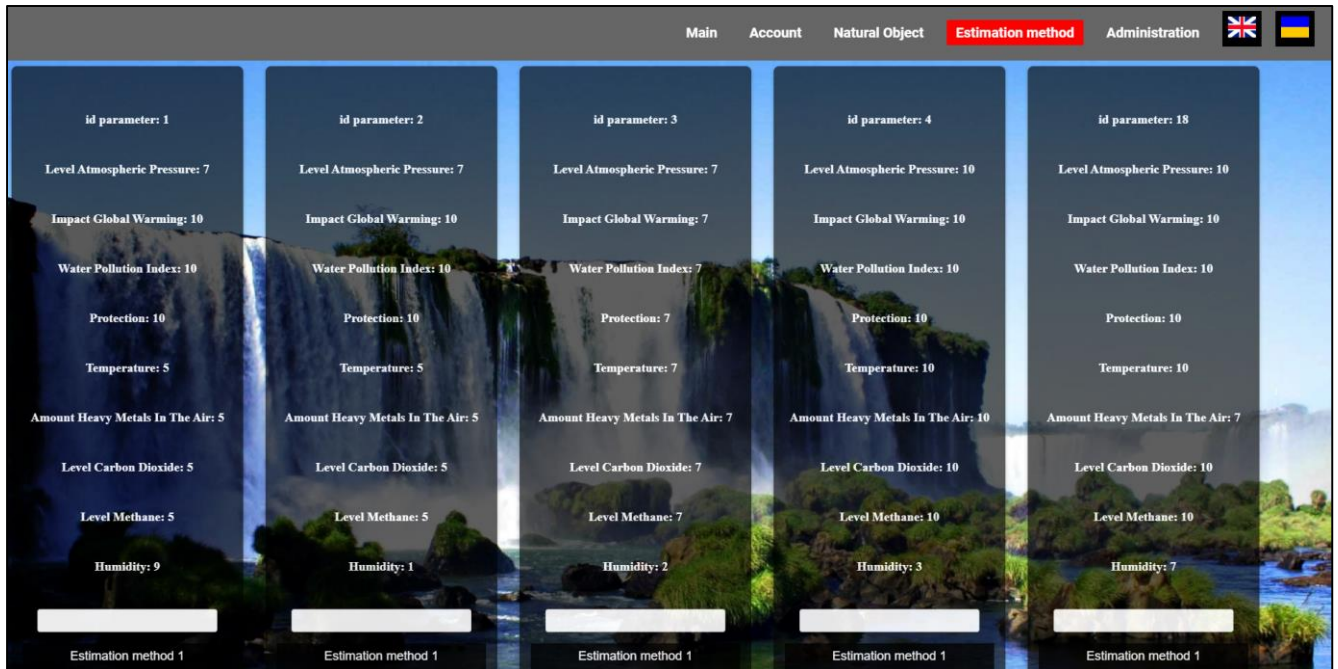 Main Account Natural Object Estimation method Administration
id parameter: 1
Level Atmospheric Pressure: 7
Impact Global Warming: 10
Water Pollution Index: 10
Protection: 10
Temperature: 5
Amount Heavy Metals In The Air: 5
Level Carbon Dioxide: 5
Level Methane: 5
Humidity: 9
Estimation method 1
id parameter: 2
Level Atmospheric Pressure: 7
Impact Global Warming: 10
Water Pollution Index: 10
Protection: 10
Temperature: 5
Amount Heavy Metals In The Air: 5
Level Carbon Dioxide: 5
Level Methane: 5
Humidity: 1
Estimation method 1
id parameter: 3
Level Atmospheric Pressure: 7
Impact Global Warming: 7
Water Pollution Index: 7
Protection: 7
Temperature: 7
Amount Heavy Metals In The Air: 7
Level Carbon Dioxide: 7
Level Methane: 7
Humidity: 2
Estimation method 1
id parameter: 4
Level Atmospheric Pressure: 10
Impact Global Warming: 10
Water Pollution Index: 10
Protection: 10
Temperature: 10
Amount Heavy Metals In The Air: 10
Level Carbon Dioxide: 10
Level Methane: 10
Humidity: 3
Estimation method 1
id parameter: 18
Level Atmospheric Pressure: 10
Impact Global Warming: 10
Water Pollution Index: 10
Protection: 10
Temperature: 10
Amount Heavy Metals In The Air: 7
Level Carbon Dioxide: 10
Level Methane: 10
Humidity: 7
Estimation method 1